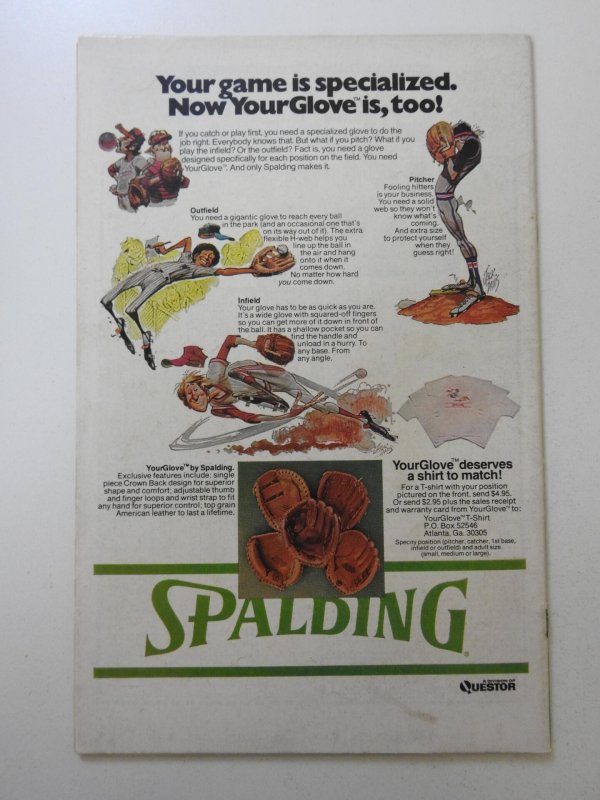 Your game is specialized.
Now YourGlove™ is, too!
If you catch or play first, you need a specialized glove to do the
job right. Everybody knows that. But what if you pitch? What if you
play the infield? Or the outfield? Fact is, you need a glove
designed specifically for each position on the field. You need
YourGlove™. And only Spalding makes it.
Pitcher
Fooling hitters
is your business.
You need a solid
web so they won't
know what's
coming.
And extra size
to protect yourself
when they
guess right!
Outfield
You need a gigantic glove to reach every ball
in the park (and an occasional one that's
on its way out of it). The extra
flexible H-web helps you
line up the ball in
the air and hang
onto it when it
comes down.
No matter how hard
you come down.
Infield
Your glove has to be as quick as you are.
It's a wide glove with squared-off fingers
so you can get more of it down in front of
the ball. It has a shallow pocket so you can
find the handle and
unload in a hurry. To
any base. From
any angle.
YourGlove™ by Spalding.
Exclusive features include: single
piece Crown Back design for superior
shape and comfort; adjustable thumb
and finger loops and wrist strap to fit
any hand for superior control; top grain
American leather to last a lifetime.
YourGlove™ deserves
a shirt to match!
For a T-shirt with your position
pictured on the front, send $4.95.
Or send $2.95 plus the sales receipt
and warranty card from YourGlove™ to:
YourGlove™ T-Shirt
P.O. Box 52546
Atlanta, Ga. 30305
Specify position (pitcher, catcher, 1st base,
infield or outfield) and adult size
(small, medium or large).
SPALDING®
A DIVISION OF
QUESTOR